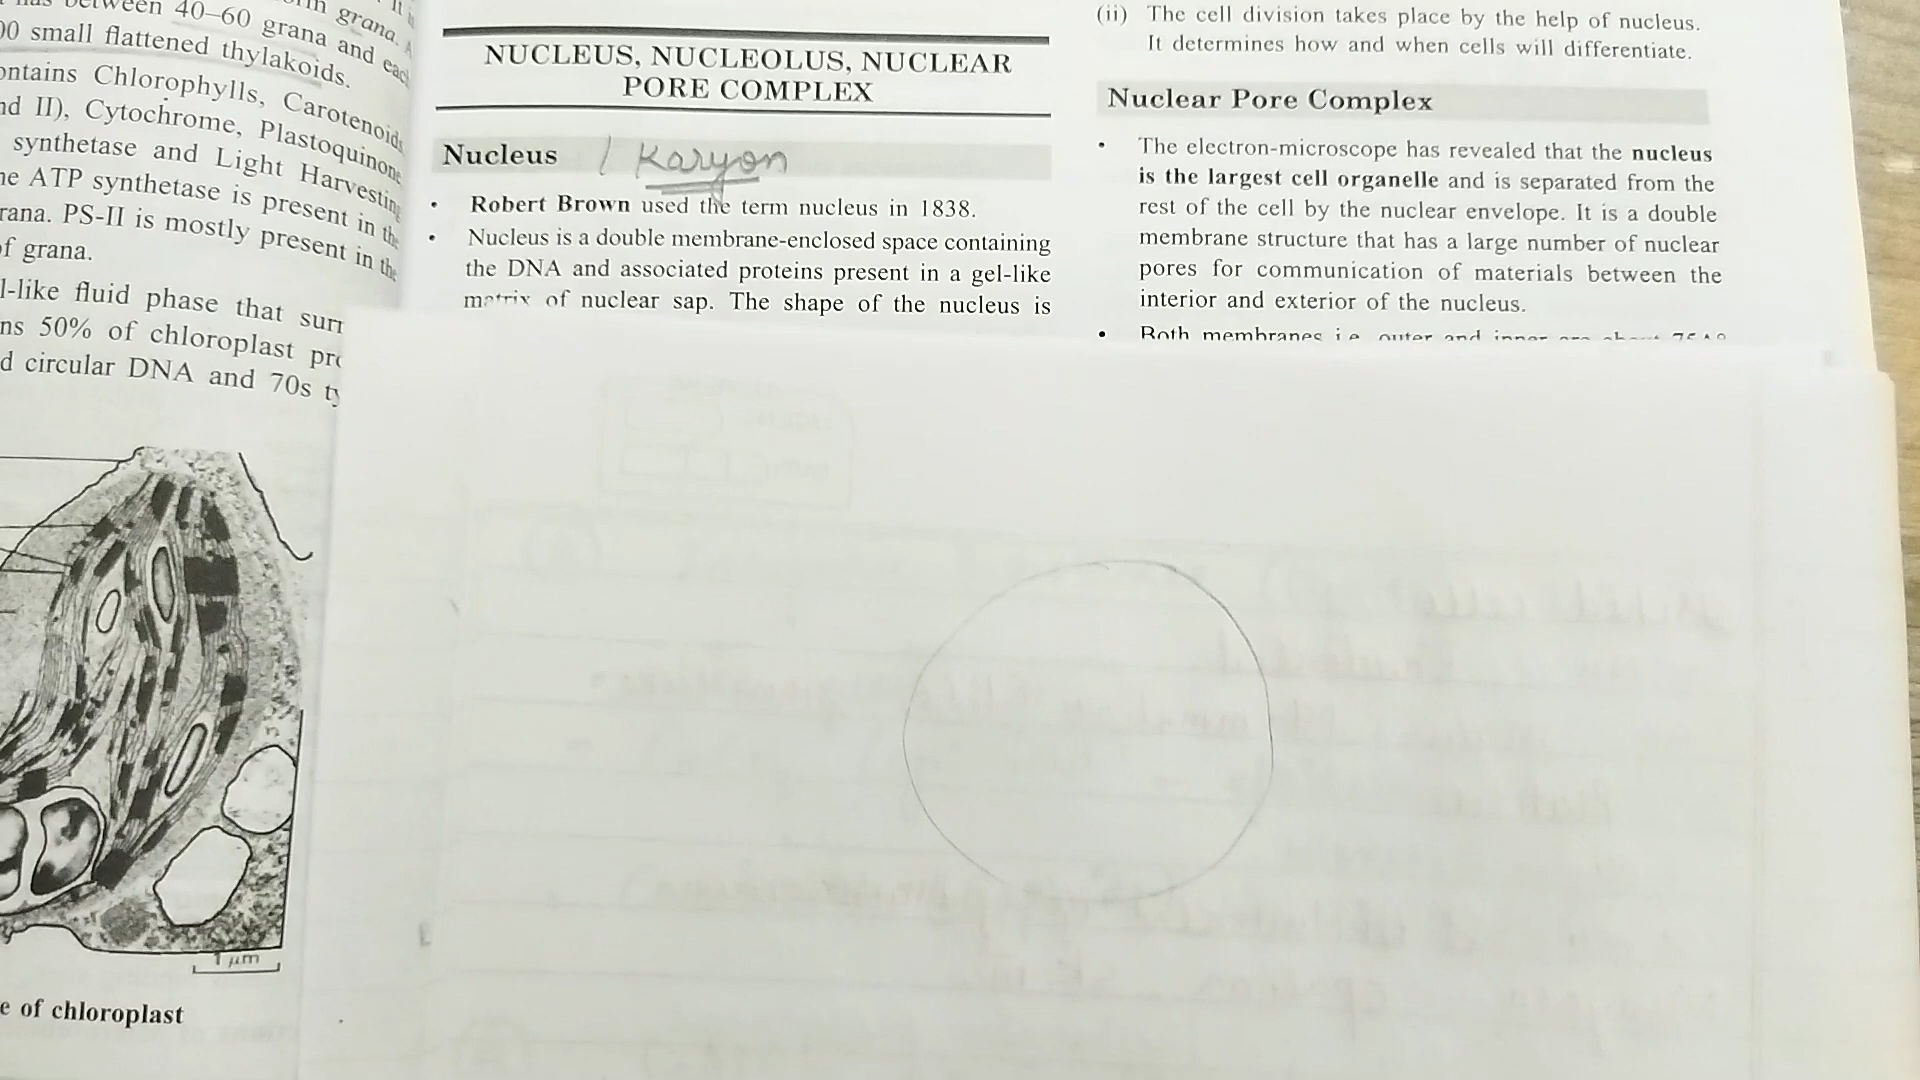 between 40–60 grana and each
00 small flattened thylakoids.
ontains Chlorophylls, Carotenoids
nd II), Cytochrome, Plastoquinone
synthetase and Light Harvesting
he ATP synthetase is present in the
rana. PS-II is mostly present in the
of grana.
l-like fluid phase that surr
ns 50% of chloroplast pro
d circular DNA and 70s ty
1 μm
e of chloroplast
NUCLEUS, NUCLEOLUS, NUCLEAR
PORE COMPLEX
Nucleus / Karyon
• Robert Brown used the term nucleus in 1838.
• Nucleus is a double membrane-enclosed space containing
the DNA and associated proteins present in a gel-like
matrix of nuclear sap. The shape of the nucleus is
(ii) The cell division takes place by the help of nucleus.
It determines how and when cells will differentiate.
Nuclear Pore Complex
• The electron-microscope has revealed that the nucleus
is the largest cell organelle and is separated from the
rest of the cell by the nuclear envelope. It is a double
membrane structure that has a large number of nuclear
pores for communication of materials between the
interior and exterior of the nucleus.
• Both membranes i.e. outer and inner are about 75A°